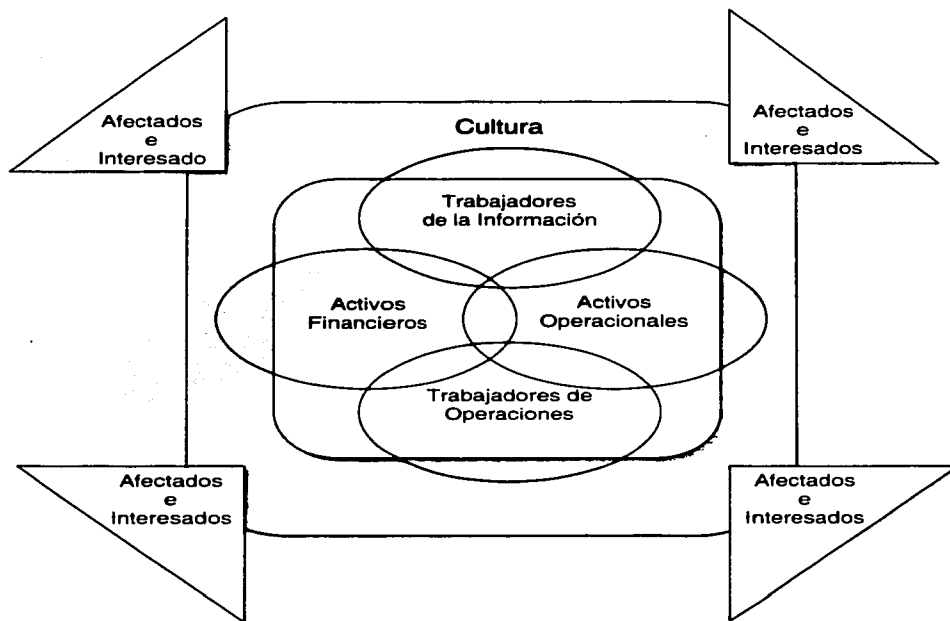 Afectados
e
Interesado
Afectados
e
Interesados
Cultura
Trabajadores
de la Información
Activos
Financieros
Activos
Operacionales
Trabajadores de
Operaciones
Afectados
e
Interesados
Afectados
e
Interesados